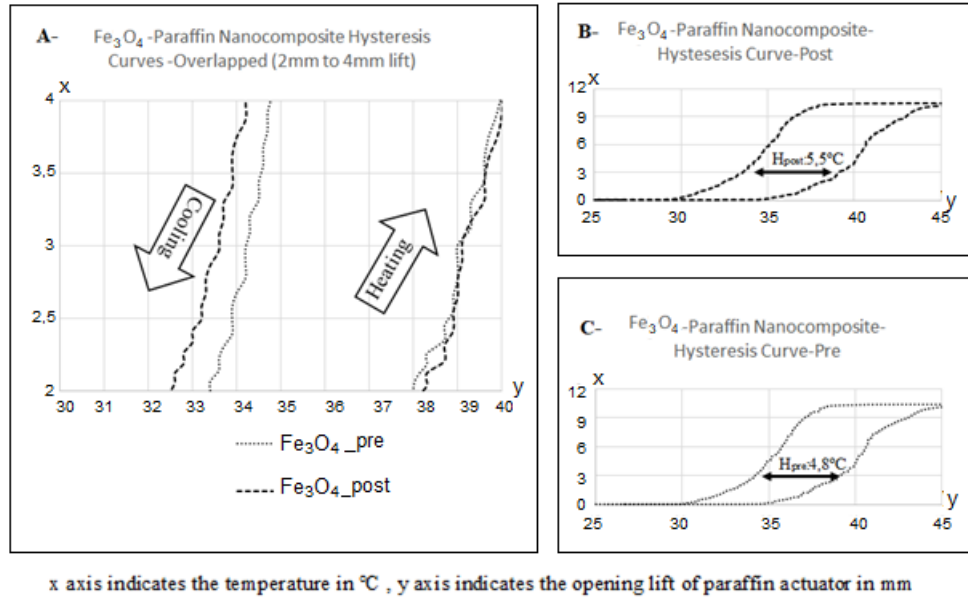 A- Fe₃O₄ -Paraffin Nanocomposite Hysteresis
Curves -Overlapped (2mm to 4mm lift)
x
4
3,5
3
2,5
2
y
30 31 32 33 34 35 36 37 38 39 40
Cooling
Heating
Fe₃O₄ _pre
Fe₃O₄_post
B- Fe₃O₄ -Paraffin Nanocomposite-
Hystesesis Curve-Post
x
12
9
6
3
0
Hpost:5,5°C
y
25 30 35 40 45
C- Fe₃O₄ -Paraffin Nanocomposite-
Hysteresis Curve-Pre
x
12
9
6
3
0
Hpre:4,8°C
y
25 30 35 40 45
x axis indicates the temperature in °C , y axis indicates the opening lift of paraffin actuator in mm